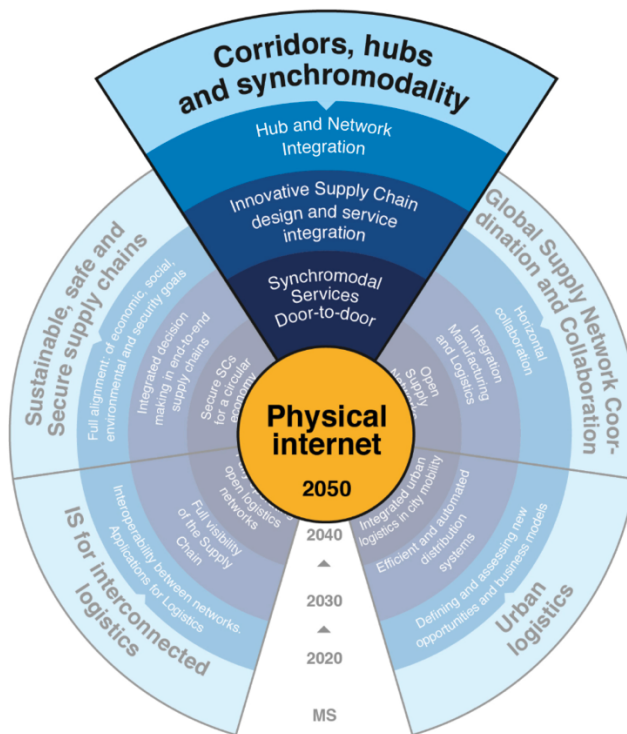 Corridors, hubs
and synchromodality
Hub and Network
Integration
Innovative Supply Chain
design and service
integration
Synchromodal
Services
Door-to-door
Sustainable, safe and
Secure supply chains
Full alignment; of economic, social,
environmental and security goals
Integrated decision
making in end-to-end
supply chains
Secure SCs
for a circular
economy
Global Supply Network Coor-
dination and Collaboration
Horizontal
collaboration
Integration
Manufacturing
and Logistics
Open
Supply
Physical
internet
2050
IS for interconnected
logistics
Interoperability between networks.
Applications for Logistics
Full visibility
of the Supply
Chain
open logistics
networks
Urban
logistics
Defining and assessing new
opportunities and business models
Efficient and automated
distribution
systems
Integrated urban
logistics in city mobility
2040
2030
2020
MS